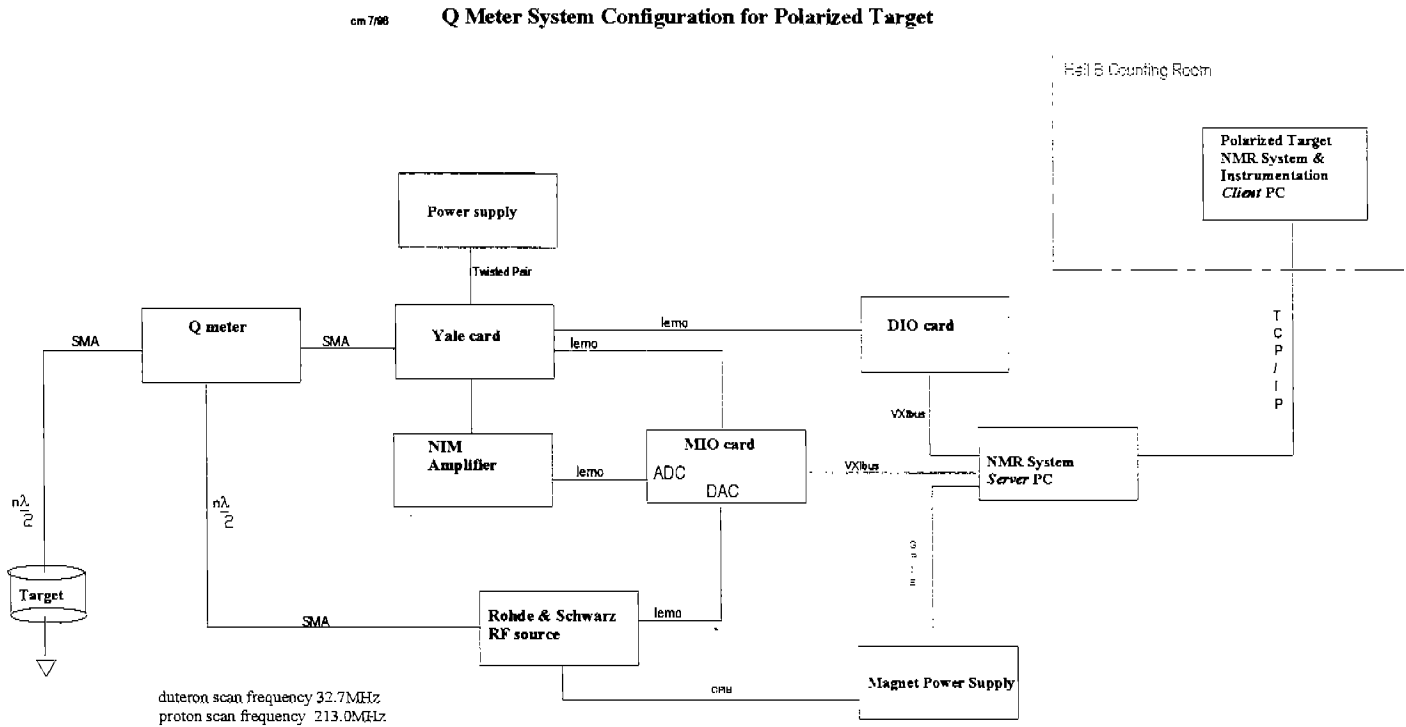 cm 7/98
Q Meter System Configuration for Polarized Target
Hall B Counting Room
Polarized Target
NMR System &
Instrumentation
Client PC
Power supply
Twisted Pair
Q meter
SMA
SMA
Yale card
lemo
lemo
DIO card
TCP/IP
VXIbus
NIM
Amplifier
lemo
MIO card
ADC
DAC
VXIbus
NMR System
Server PC
nλ
2
nλ
2
Target
SMA
Rohde & Schwarz
RF source
lemo
GPIB
Magnet Power Supply
duteron scan frequency 32.7MHz
proton scan frequency 213.0MHz